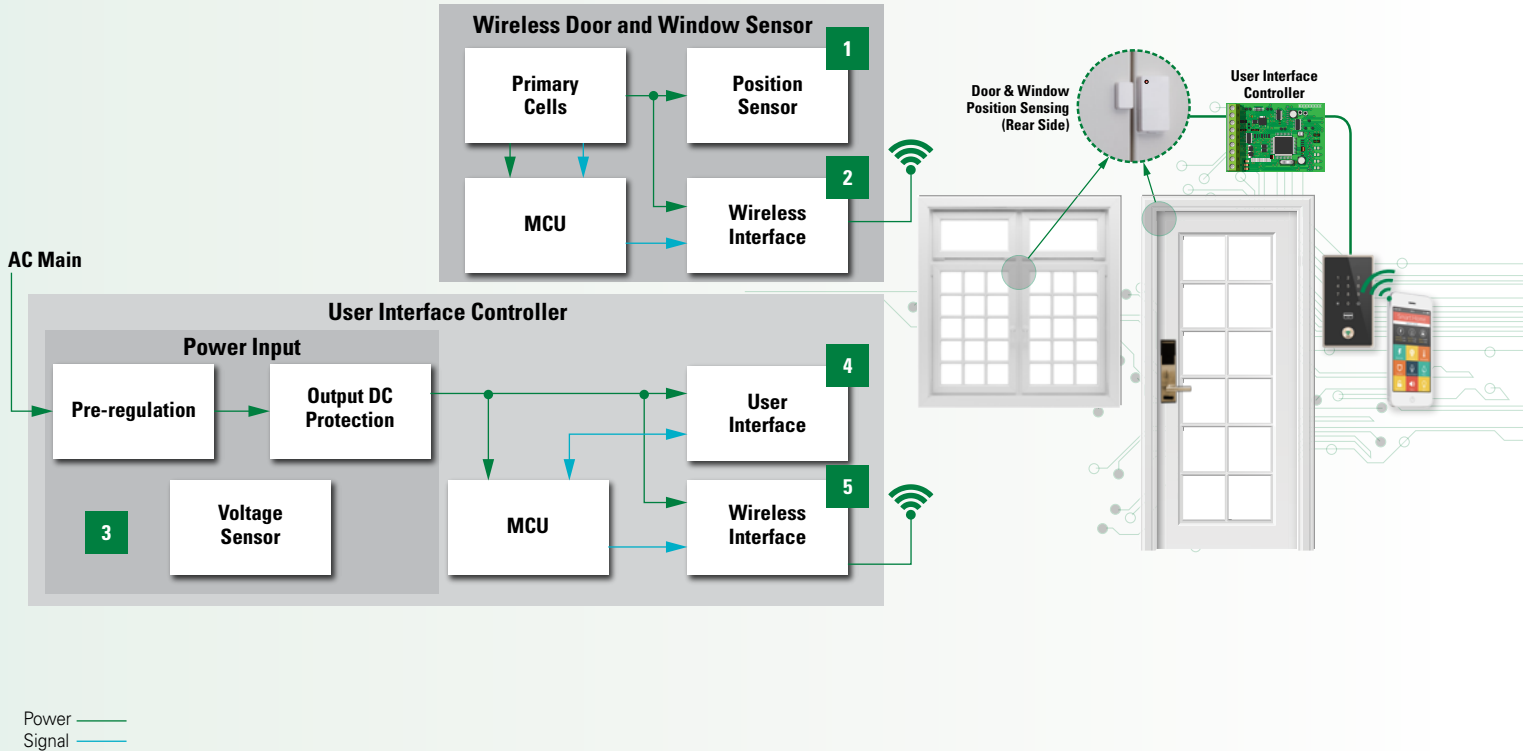 Wireless Door and Window Sensor
1
Primary
Cells
Position
Sensor
2
MCU
Wireless
Interface
Door & Window
Position Sensing
(Rear Side)
User Interface
Controller
AC Main
User Interface Controller
Power Input
Pre-regulation
Output DC
Protection
4
User
Interface
3
Voltage
Sensor
MCU
5
Wireless
Interface
Power
Signal